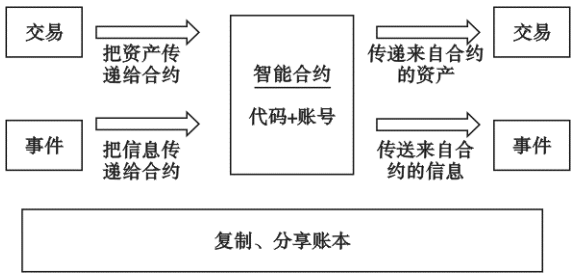 交易
把资产传
递给合约
智能合约
代码+账号
传递来自合约
的资产
交易
事件
把信息传
递给合约
传送来自合
约的信息
事件
复制、分享账本